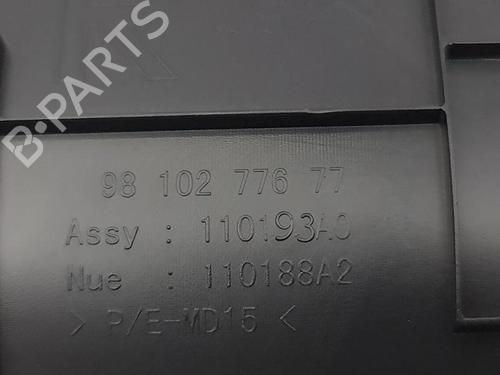 B-PARTS
98 102 776 77
Assy : 110193A0
Nue : 110188A2
> P/E-MD15 <